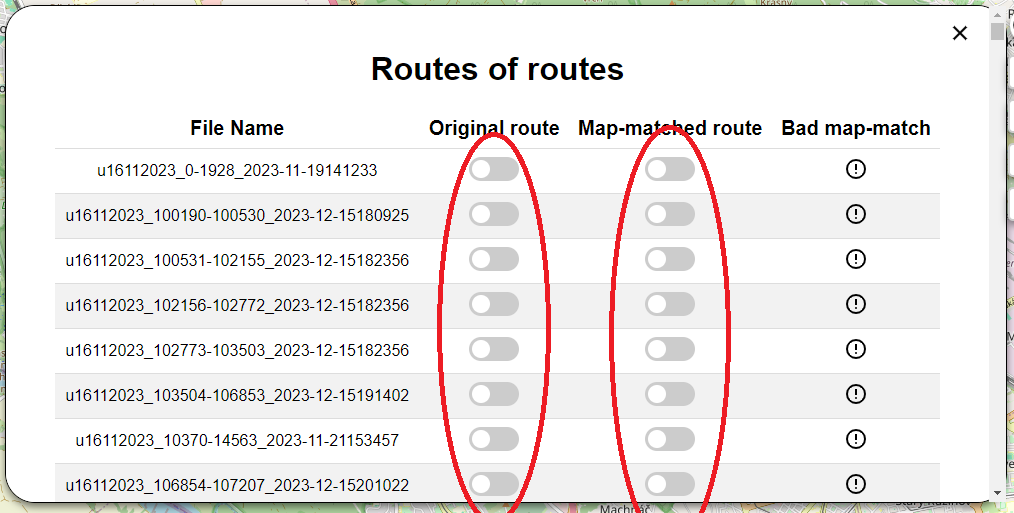 Krasny
Routes of routes
File Name Original route Map-matched route Bad map-match
u16112023_0-1928_2023-11-19141233
u16112023_100190-100530_2023-12-15180925
u16112023_100531-102155_2023-12-15182356
u16112023_102156-102772_2023-12-15182356
u16112023_102773-103503_2023-12-15182356
u16112023_103504-106853_2023-12-15191402
u16112023_10370-14563_2023-11-21153457
u16112023_106854-107207_2023-12-15201022
Machnáč